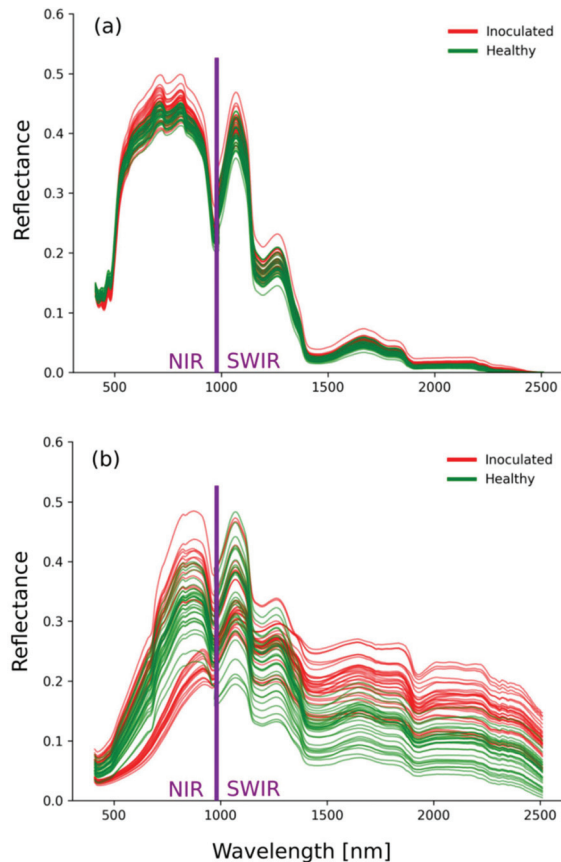 (a)
Inoculated
Healthy
0.6
0.5
0.4
0.3
0.2
0.1
0.0
Reflectance
NIR SWIR
500 1000 1500 2000 2500
(b)
Inoculated
Healthy
0.6
0.5
0.4
0.3
0.2
0.1
0.0
Reflectance
NIR SWIR
500 1000 1500 2000 2500
Wavelength [nm]